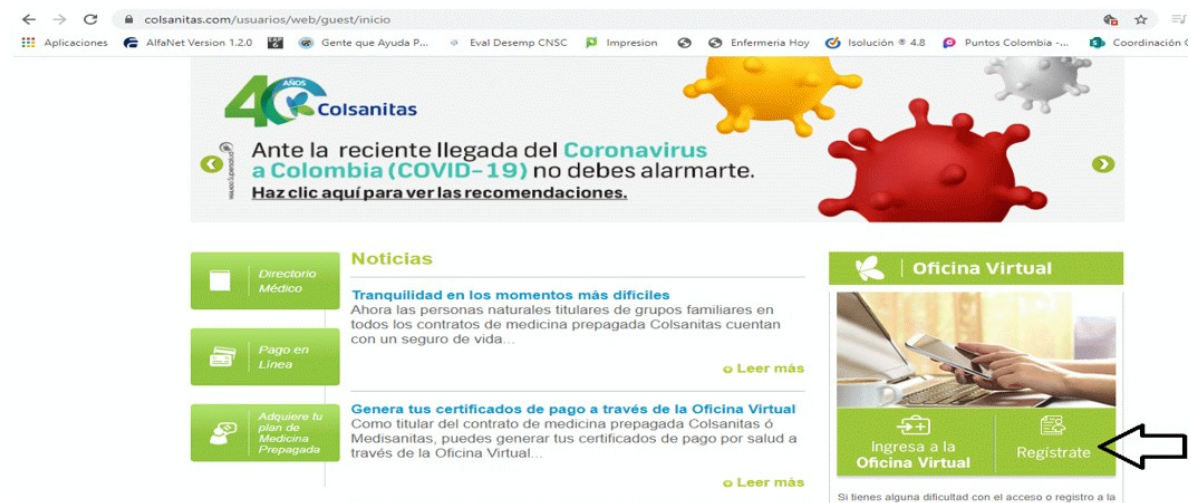 colsanitas.com/usuarios/web/guest/inicio
Aplicaciones AlfaNet Version 1.2.0 Gente que Ayuda P... Eval Desemp CNSC Impresion Enfermeria Hoy Isolución ® 4.8 Puntos Colombia -... Coordinación
40 AÑOS Colsanitas
Ante la reciente llegada del Coronavirus
a Colombia (COVID-19) no debes alarmarte.
Haz clic aquí para ver las recomendaciones.
Directorio
Médico
Pago en
Línea
Adquiere tu
plan de
Medicina
Prepagada
Noticias
Tranquilidad en los momentos más dificiles
Ahora las personas naturales titulares de grupos familiares en
todos los contratos de medicina prepagada Colsanitas cuentan
con un seguro de vida...
Leer más
Genera tus certificados de pago a través de la Oficina Virtual
Como titular del contrato de medicina prepagada Colsanitas ó
Medisanitas, puedes generar tus certificados de pago por salud a
través de la Oficina Virtual...
Leer más
Oficina Virtual
Ingresa a la
Oficina Virtual
Regístrate
Si tienes alguna dificultad con el acceso o registro a la